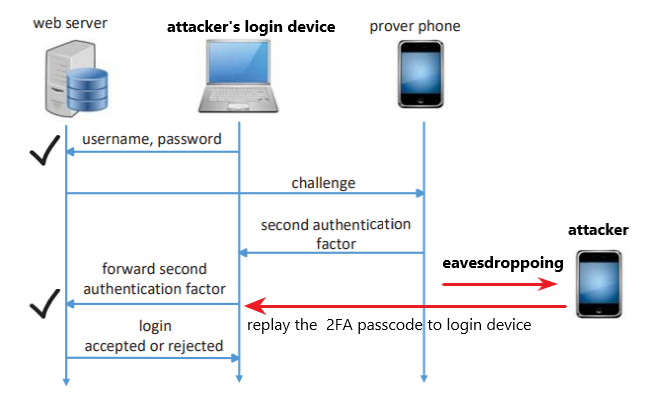 web server
attacker's login device
prover phone
username, password
challenge
second authentication
factor
attacker
eavesdroppoing
forward second
authentication factor
replay the 2FA passcode to login device
login
accepted or rejected